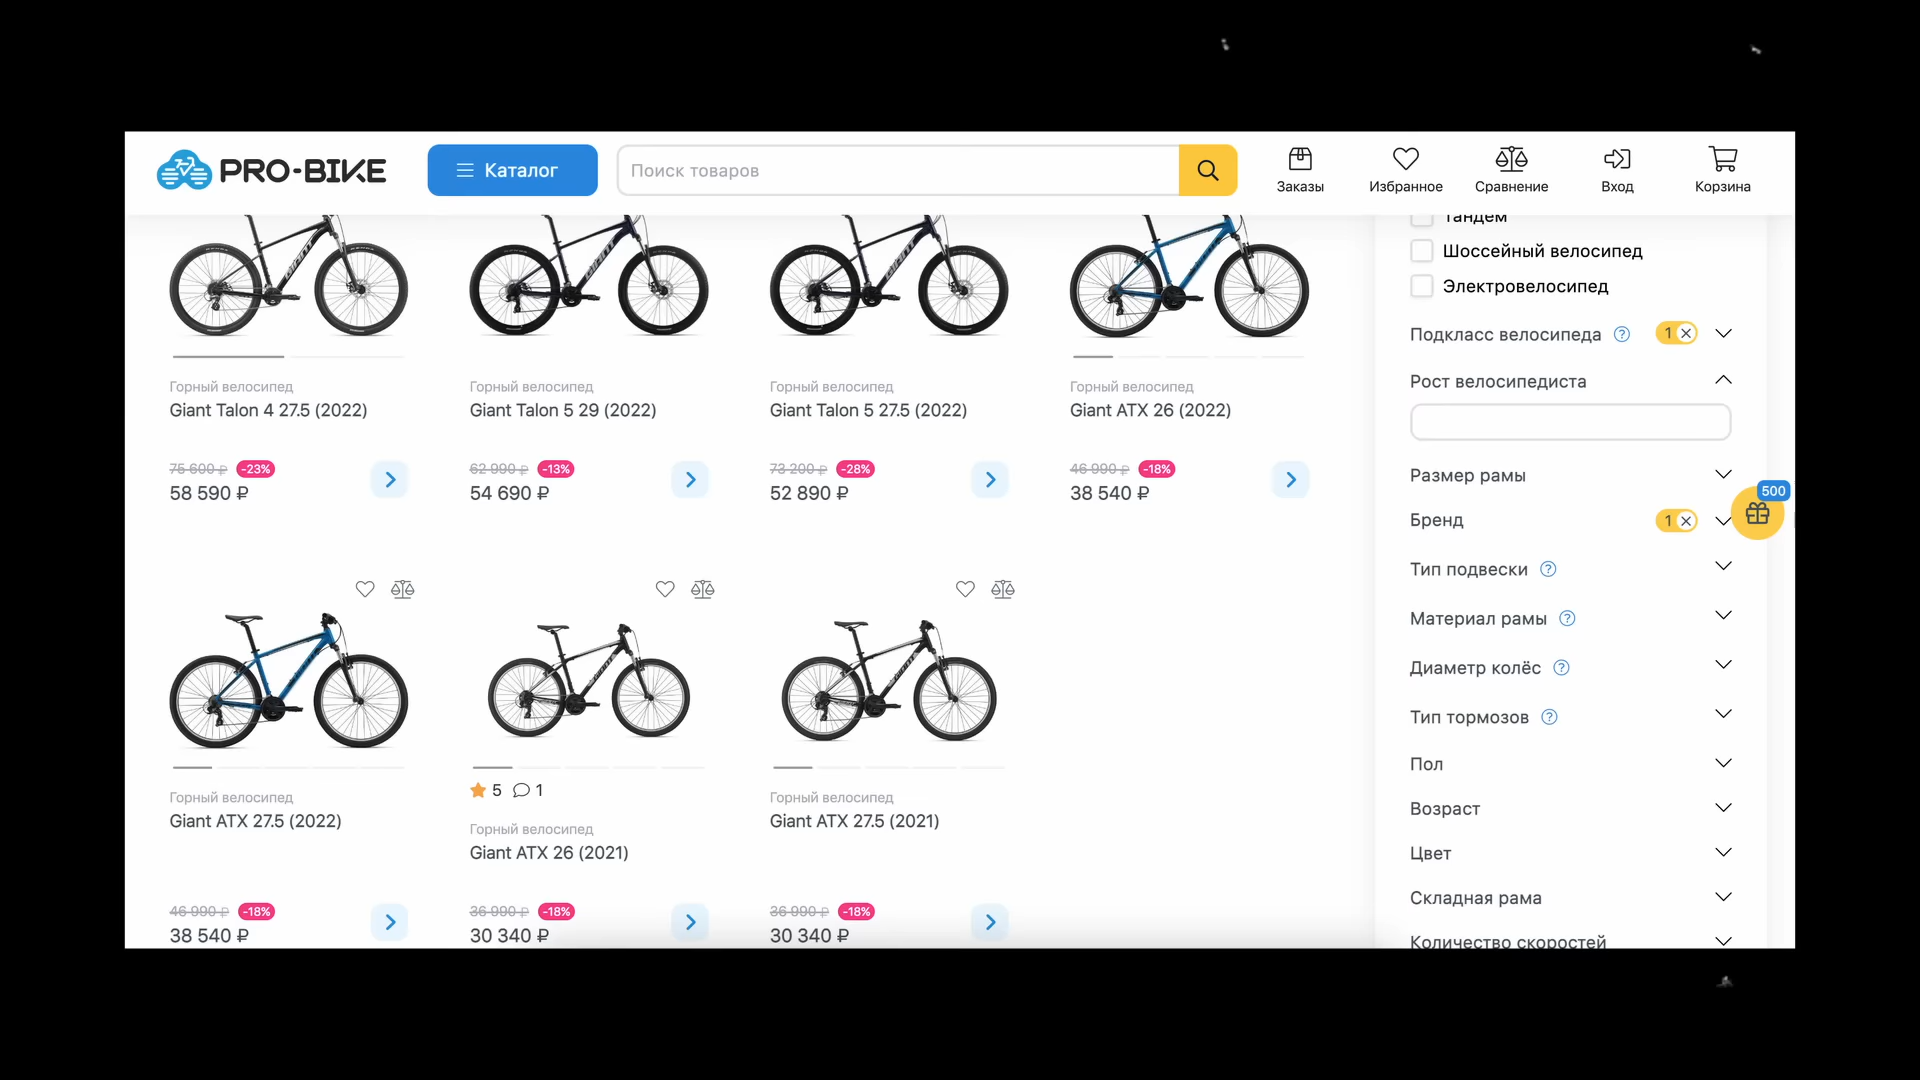 PRO-BIKE
Каталог
Поиск товаров
Заказы
Избранное
Сравнение
Вход
Корзина
GIANT
GIANT
GIANT
Горный велосипед
Giant Talon 4 27.5 (2022)
75 600 ₽ -23%
58 590 ₽
Горный велосипед
Giant Talon 5 29 (2022)
62 990 ₽ -13%
54 690 ₽
Горный велосипед
Giant Talon 5 27.5 (2022)
73 200 ₽ -28%
52 890 ₽
Горный велосипед
Giant ATX 26 (2022)
46 990 ₽ -18%
38 540 ₽
Горный велосипед
Giant ATX 27.5 (2022)
46 990 ₽ -18%
38 540 ₽
5 1
Горный велосипед
Giant ATX 26 (2021)
36 990 ₽ -18%
30 340 ₽
Горный велосипед
Giant ATX 27.5 (2021)
36 990 ₽ -18%
30 340 ₽
Тандем
Шоссейный велосипед
Электровелосипед
Подкласс велосипеда ? 1
Рост велосипедиста
Размер рамы
Бренд 1
500
Тип подвески ?
Материал рамы ?
Диаметр колёс ?
Тип тормозов ?
Пол
Возраст
Цвет
Складная рама
Количество скоростей